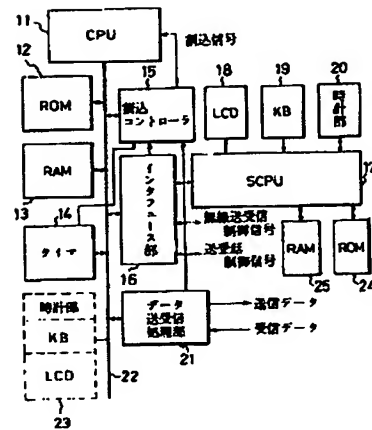 11
CPU
12
ROM
割込信号
15
割込
コントローラ
18
LCD
19
KB
20
時計部
RAM
13
14
タイマ
インタフェース部
16
SCPU
17
無線送受信
制御信号
送受話
制御信号
RAM
25
ROM
24
時計部
KB
LCD
23
22
データ
送受信
処理部
21
送信データ
受信データ